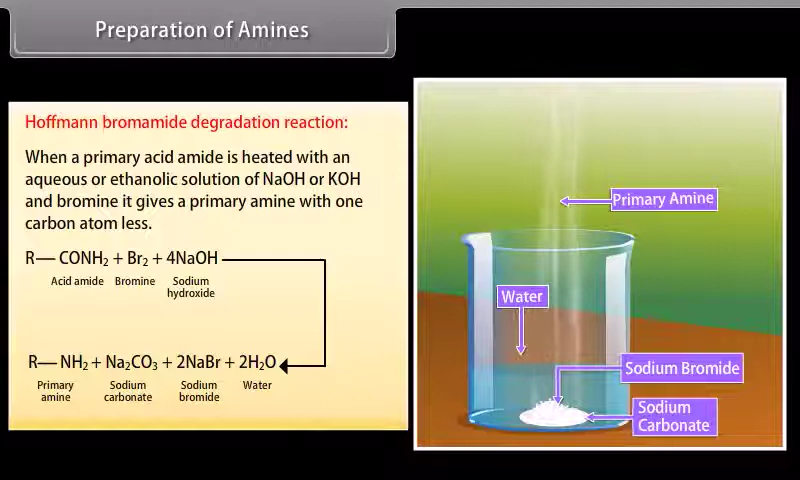 Preparation of Amines
Hoffmann bromamide degradation reaction:
When a primary acid amide is heated with an
aqueous or ethanolic solution of NaOH or KOH
and bromine it gives a primary amine with one
carbon atom less.
R— CONH₂ + Br₂ + 4NaOH
Acid amide Bromine Sodium
hydroxide
R— NH₂ + Na₂CO₃ + 2NaBr + 2H₂O
Primary Sodium Sodium Water
amine carbonate bromide
Primary Amine
Water
Sodium Bromide
Sodium
Carbonate